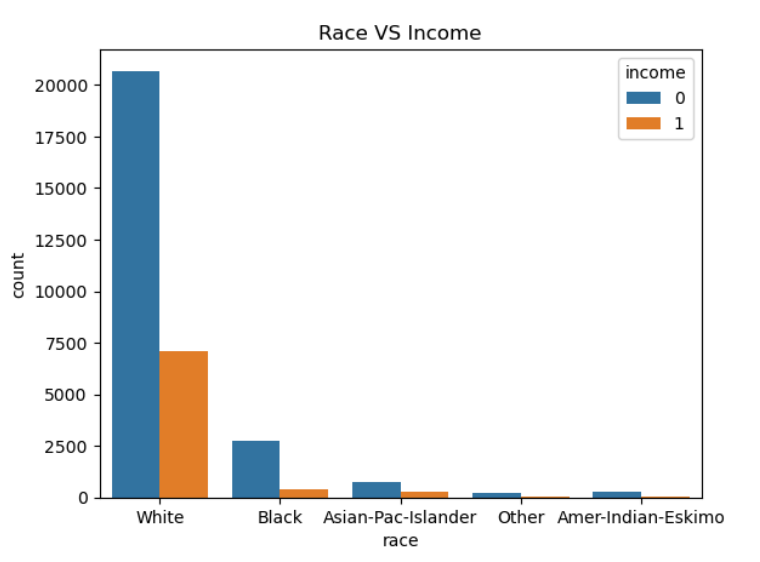 Race VS Income
income
0
1
20000
17500
15000
12500
10000
7500
5000
2500
0
count
White Black Asian-Pac-Islander Other Amer-Indian-Eskimo
race